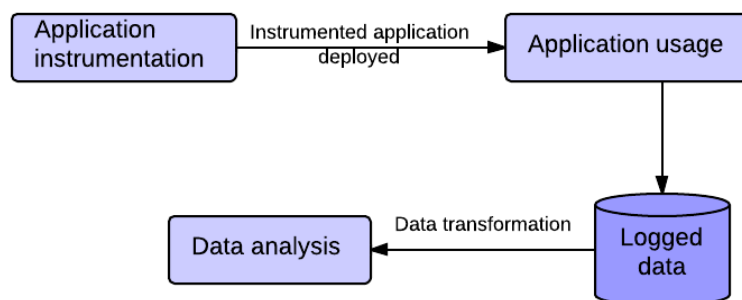 Application
instrumentation
Instrumented application
deployed
Application usage
Data analysis
Data transformation
Logged
data